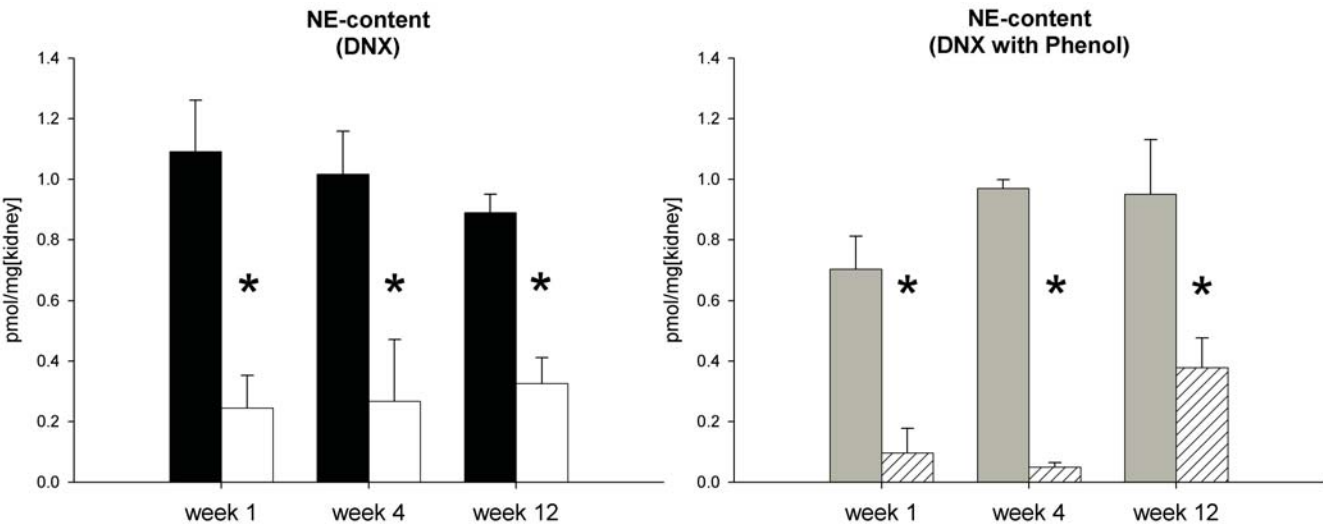 NE-content
(DNX)
1.4
1.2
1.0
0.8
0.6
0.4
0.2
0.0
pmol/mg[kidney]
* * *
week 1 week 4 week 12
NE-content
(DNX with Phenol)
1.4
1.2
1.0
0.8
0.6
0.4
0.2
0.0
pmol/mg[kidney]
* * *
week 1 week 4 week 12